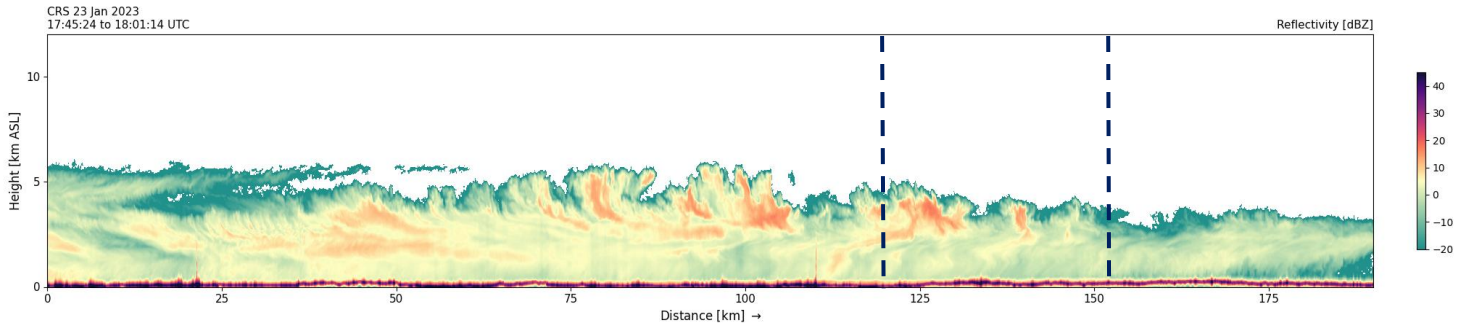 CRS 23 Jan 2023
17:45:24 to 18:01:14 UTC
Reflectivity [dBZ]
Height [km ASL]
10
5
0
0 25 50 75 100 125 150 175
Distance [km] →
40
30
20
10
0
−10
−20